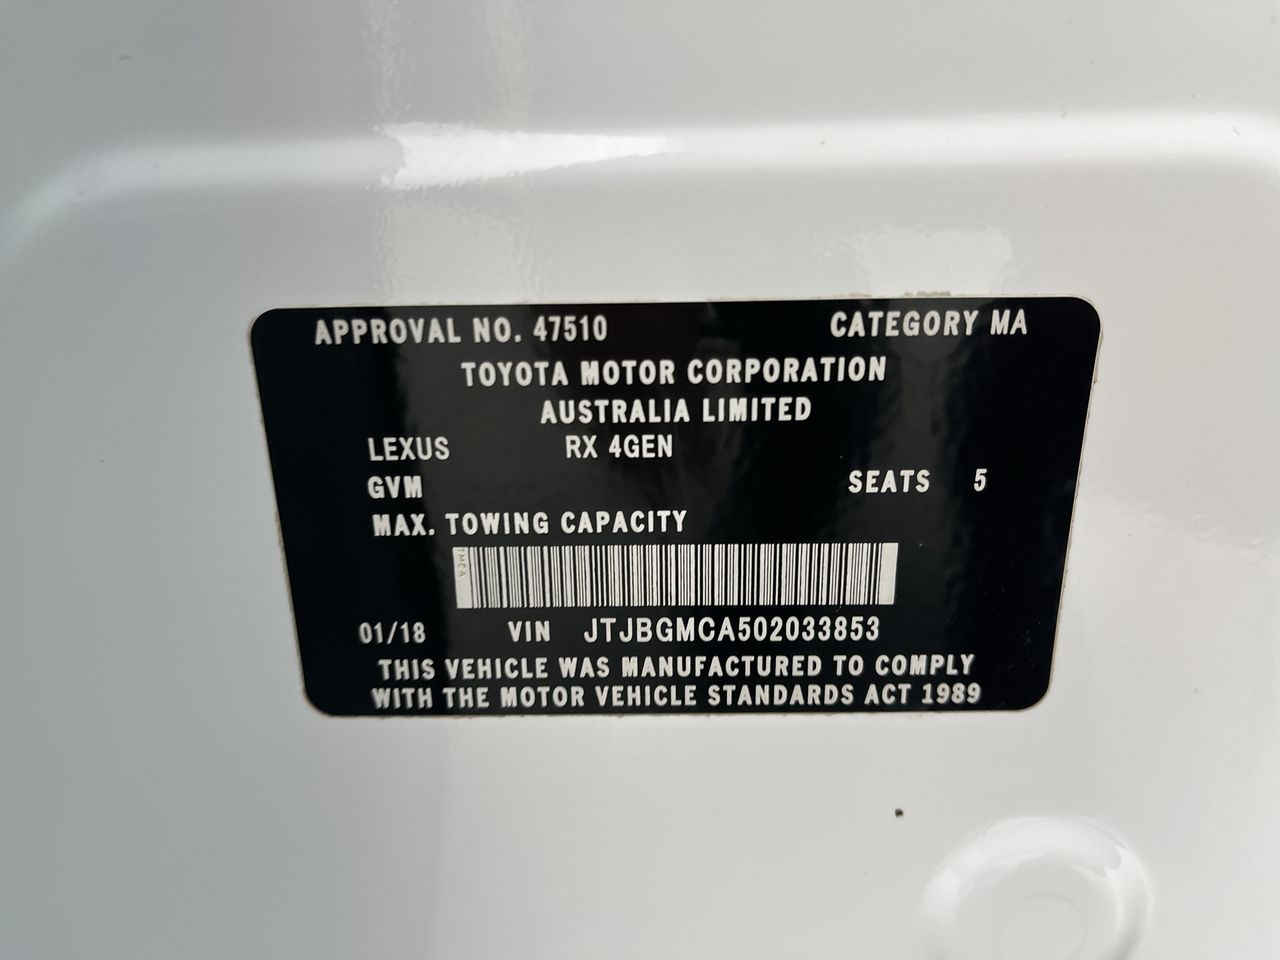 APPROVAL NO. 47510 CATEGORY MA
TOYOTA MOTOR CORPORATION
AUSTRALIA LIMITED
LEXUS RX 4GEN
GVM SEATS 5
MAX. TOWING CAPACITY
TMCA
01/18 VIN JTJBGMCA502033853
THIS VEHICLE WAS MANUFACTURED TO COMPLY
WITH THE MOTOR VEHICLE STANDARDS ACT 1989